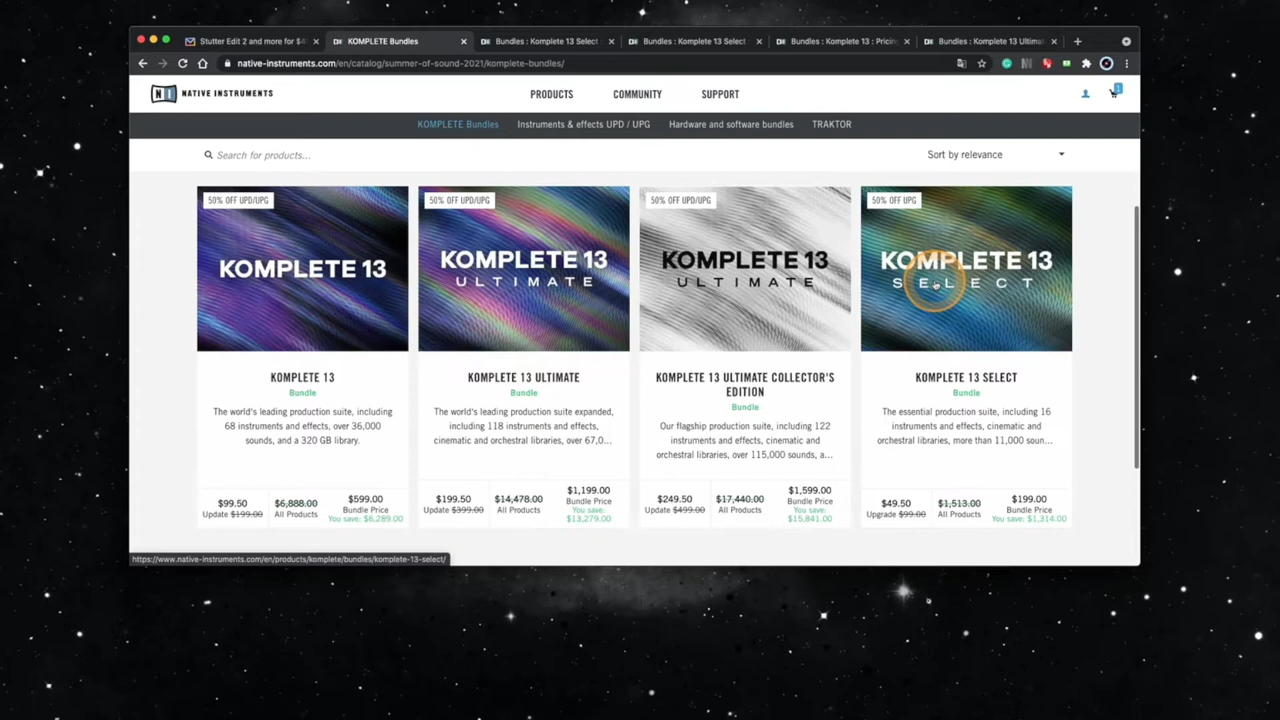 Stutter Edit 2 and more for $4
KOMPLETE Bundles
Bundles : Komplete 13 Select
Bundles : Komplete 13 Select
Bundles : Komplete 13 : Pricing
Bundles : Komplete 13 Ultima
native-instruments.com/en/catalog/summer-of-sound-2021/komplete-bundles/
NI NATIVE INSTRUMENTS
PRODUCTS
COMMUNITY
SUPPORT
1
KOMPLETE Bundles
Instruments & effects UPD / UPG
Hardware and software bundles
TRAKTOR
Search for products...
Sort by relevance
50% OFF UPD/UPG
KOMPLETE 13
50% OFF UPD/UPG
KOMPLETE 13
ULTIMATE
50% OFF UPD/UPG
KOMPLETE 13
ULTIMATE
50% OFF UPG
KOMPLETE 13
SELECT
KOMPLETE 13
Bundle
The world's leading production suite, including
68 instruments and effects, over 36,000
sounds, and a 320 GB library.
$99.50
Update $199.00
$6,888.00
All Products
$599.00
Bundle Price
You save: $6,289.00
KOMPLETE 13 ULTIMATE
Bundle
The world's leading production suite expanded,
including 118 instruments and effects,
cinematic and orchestral libraries, over 67,0...
$199.50
Update $399.00
$14,478.00
All Products
$1,199.00
Bundle Price
You save:
$13,279.00
KOMPLETE 13 ULTIMATE COLLECTOR'S
EDITION
Bundle
Our flagship production suite, including 122
instruments and effects, cinematic and
orchestral libraries, over 115,000 sounds, a...
$249.50
Update $499.00
$17,440.00
All Products
$1,599.00
Bundle Price
You save:
$15,841.00
KOMPLETE 13 SELECT
Bundle
The essential production suite, including 16
instruments and effects, cinematic and
orchestral libraries, more than 11,000 soun...
$49.50
Upgrade $99.00
$1,513.00
All Products
$199.00
Bundle Price
You save: $1,314.00
https://www.native-instruments.com/en/products/komplete/bundles/komplete-13-select/